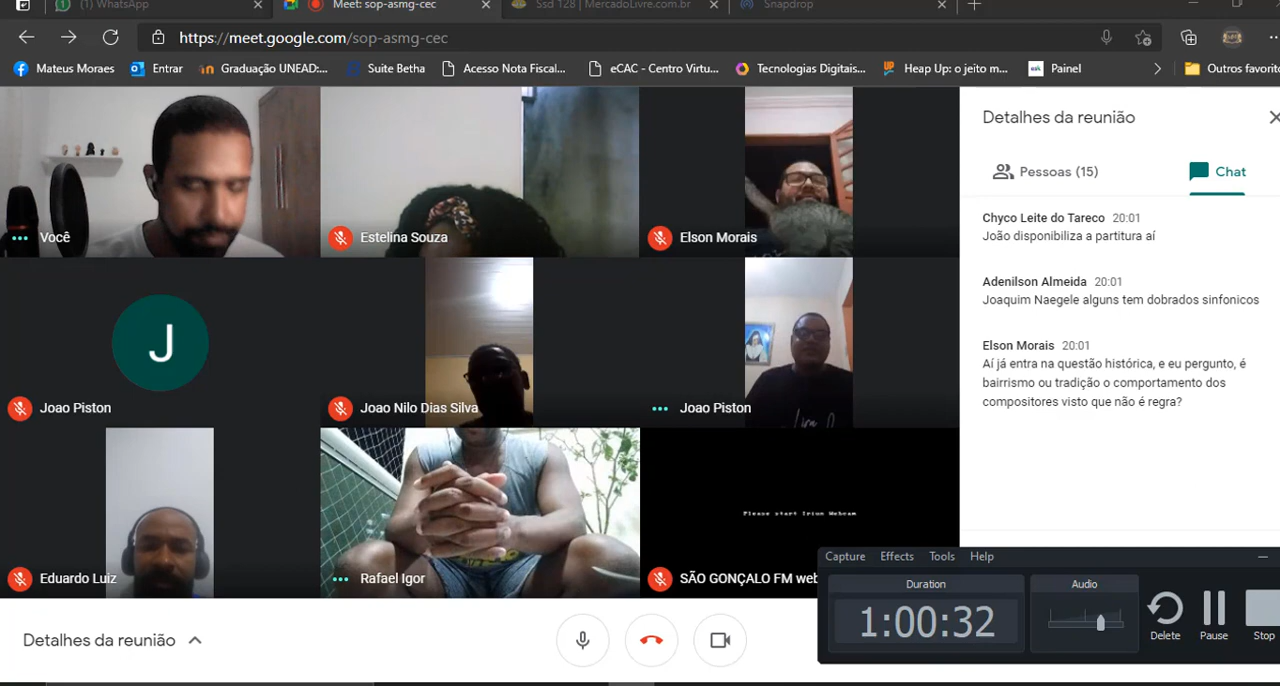 (1) WhatsApp
Meet: sop-asmg-cec
Ssd 128 | MercadoLivre.com.br
Snapdrop
https://meet.google.com/sop-asmg-cec
Mateus Moraes
Entrar
Graduação UNEAD:...
Suite Betha
Acesso Nota Fiscal...
eCAC - Centro Virtu...
Tecnologias Digitais...
Heap Up: o jeito m...
Painel
Outros favorito
Você
Estelina Souza
Elson Morais
J
Joao Piston
Joao Nilo Dias Silva
Joao Piston
Eduardo Luiz
Rafael Igor
Please start Iriun Webcam
SÃO GONÇALO FM web
Detalhes da reunião
Pessoas (15)
Chat
Chyco Leite do Tareco 20:01
João disponibiliza a partitura aí
Adenilson Almeida 20:01
Joaquim Naegele alguns tem dobrados sinfonicos
Elson Morais 20:01
Aí já entra na questão histórica, e eu pergunto, é
bairrismo ou tradição o comportamento dos
compositores visto que não é regra?
Capture Effects Tools Help
Duration
1:00:32
Audio
Delete
Pause
Stop
Detalhes da reunião